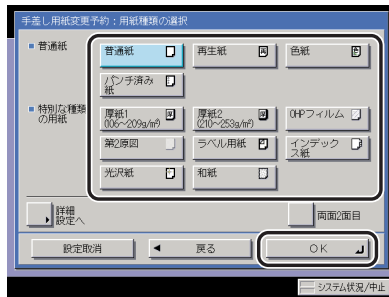 手差し用紙変更予約：用紙種類の選択
普通紙
普通紙
再生紙
色紙
パンチ済み
紙
特別な種類
の用紙
厚紙1
(106～209g/㎡)
厚紙2
(210～253g/㎡)
OHPフィルム
第2原図
ラベル用紙
インデック
ス紙
光沢紙
和紙
詳細
設定へ
両面2面目
設定取消
戻る
OK
システム状況/中止